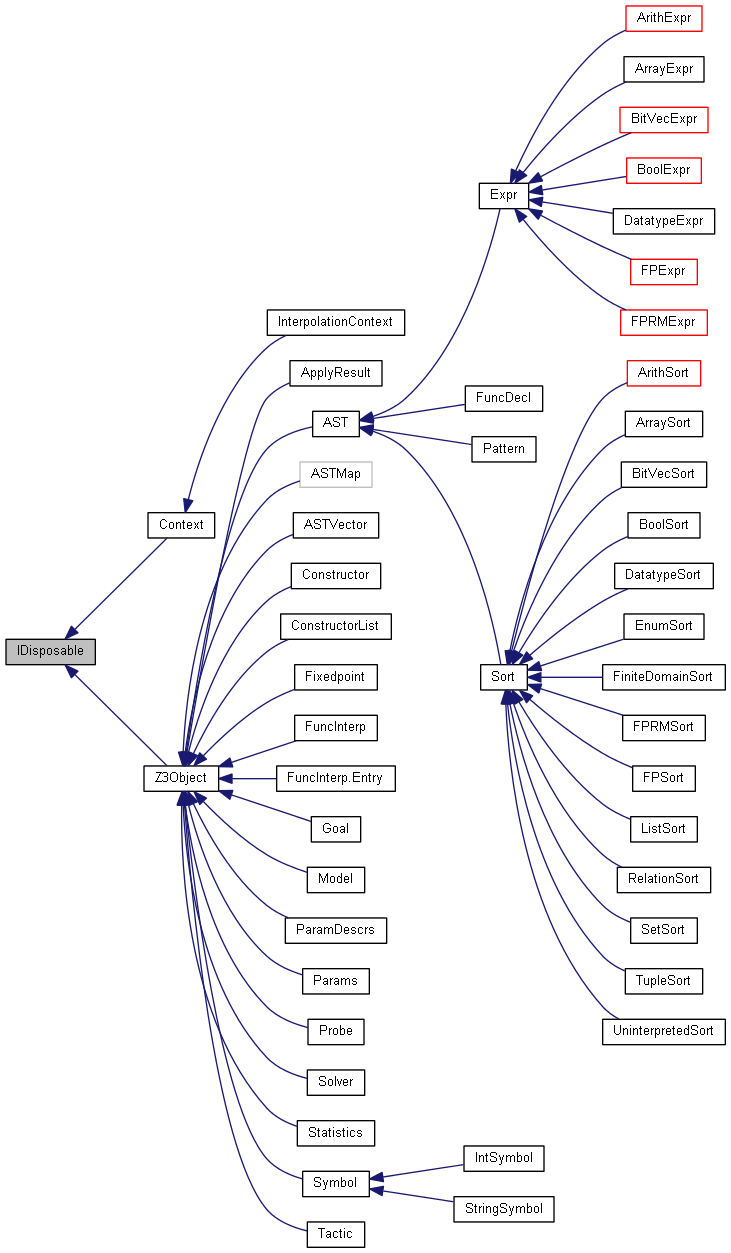 ArithExpr
ArrayExpr
BitVecExpr
BoolExpr
Expr
DatatypeExpr
FPExpr
InterpolationContext
FPRMExpr
ApplyResult
ArithSort
FuncDecl
AST
ArraySort
Pattern
ASTMap
BitVecSort
Context
ASTVector
BoolSort
Constructor
DatatypeSort
ConstructorList
EnumSort
IDisposable
Fixedpoint
Sort
FiniteDomainSort
FuncInterp
FPRMSort
Z3Object
FuncInterp.Entry
FPSort
Goal
ListSort
Model
RelationSort
ParamDescrs
SetSort
Params
TupleSort
Probe
UninterpretedSort
Solver
Statistics
IntSymbol
Symbol
StringSymbol
Tactic